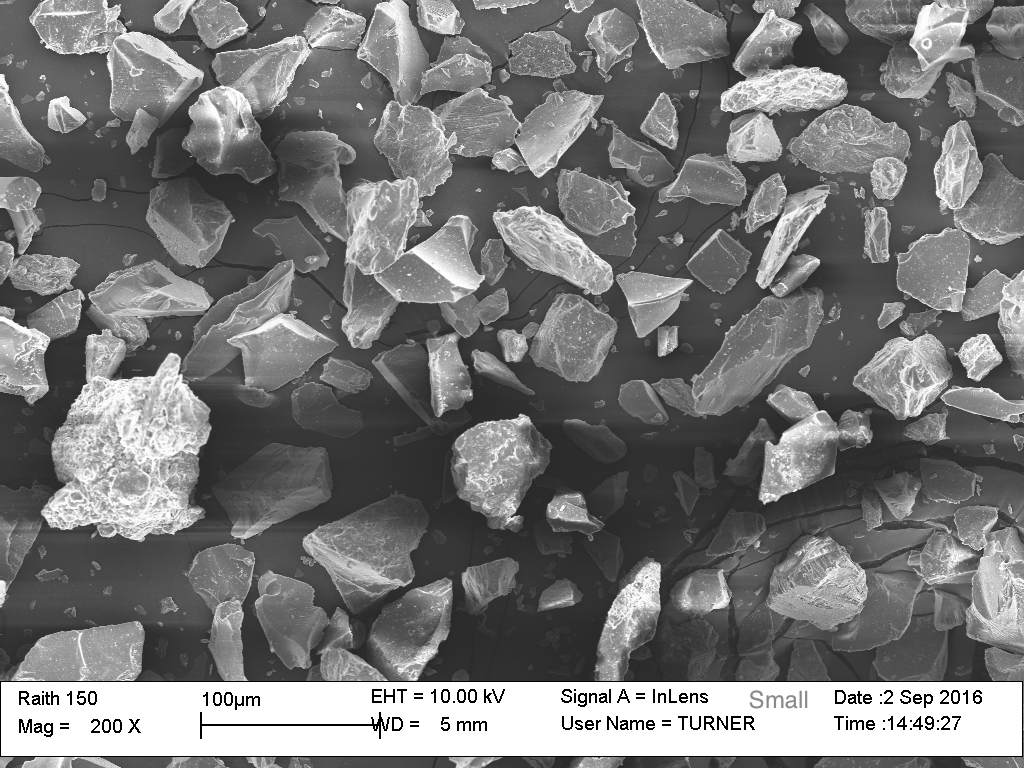 Raith 150 100µm EHT = 10.00 kV Signal A = InLens Small Date :2 Sep 2016
Mag = 200 X WD = 5 mm User Name = TURNER Time :14:49:27